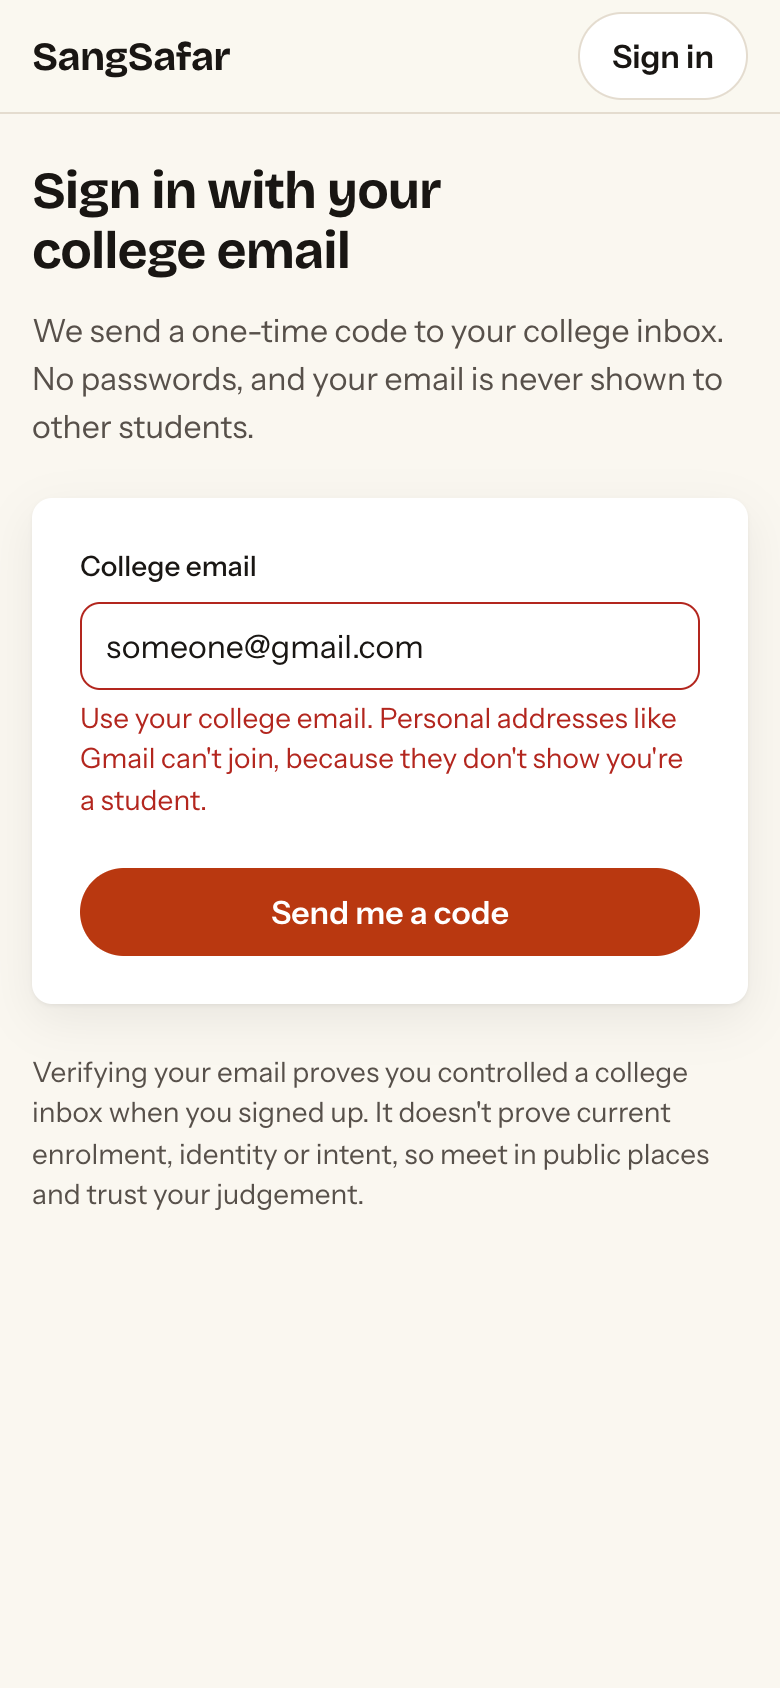 SangSafar
Sign in
Sign in with your
college email
We send a one-time code to your college inbox.
No passwords, and your email is never shown to
other students.
College email
someone@gmail.com
Use your college email. Personal addresses like
Gmail can't join, because they don't show you're
a student.
Send me a code
Verifying your email proves you controlled a college
inbox when you signed up. It doesn't prove current
enrolment, identity or intent, so meet in public places
and trust your judgement.